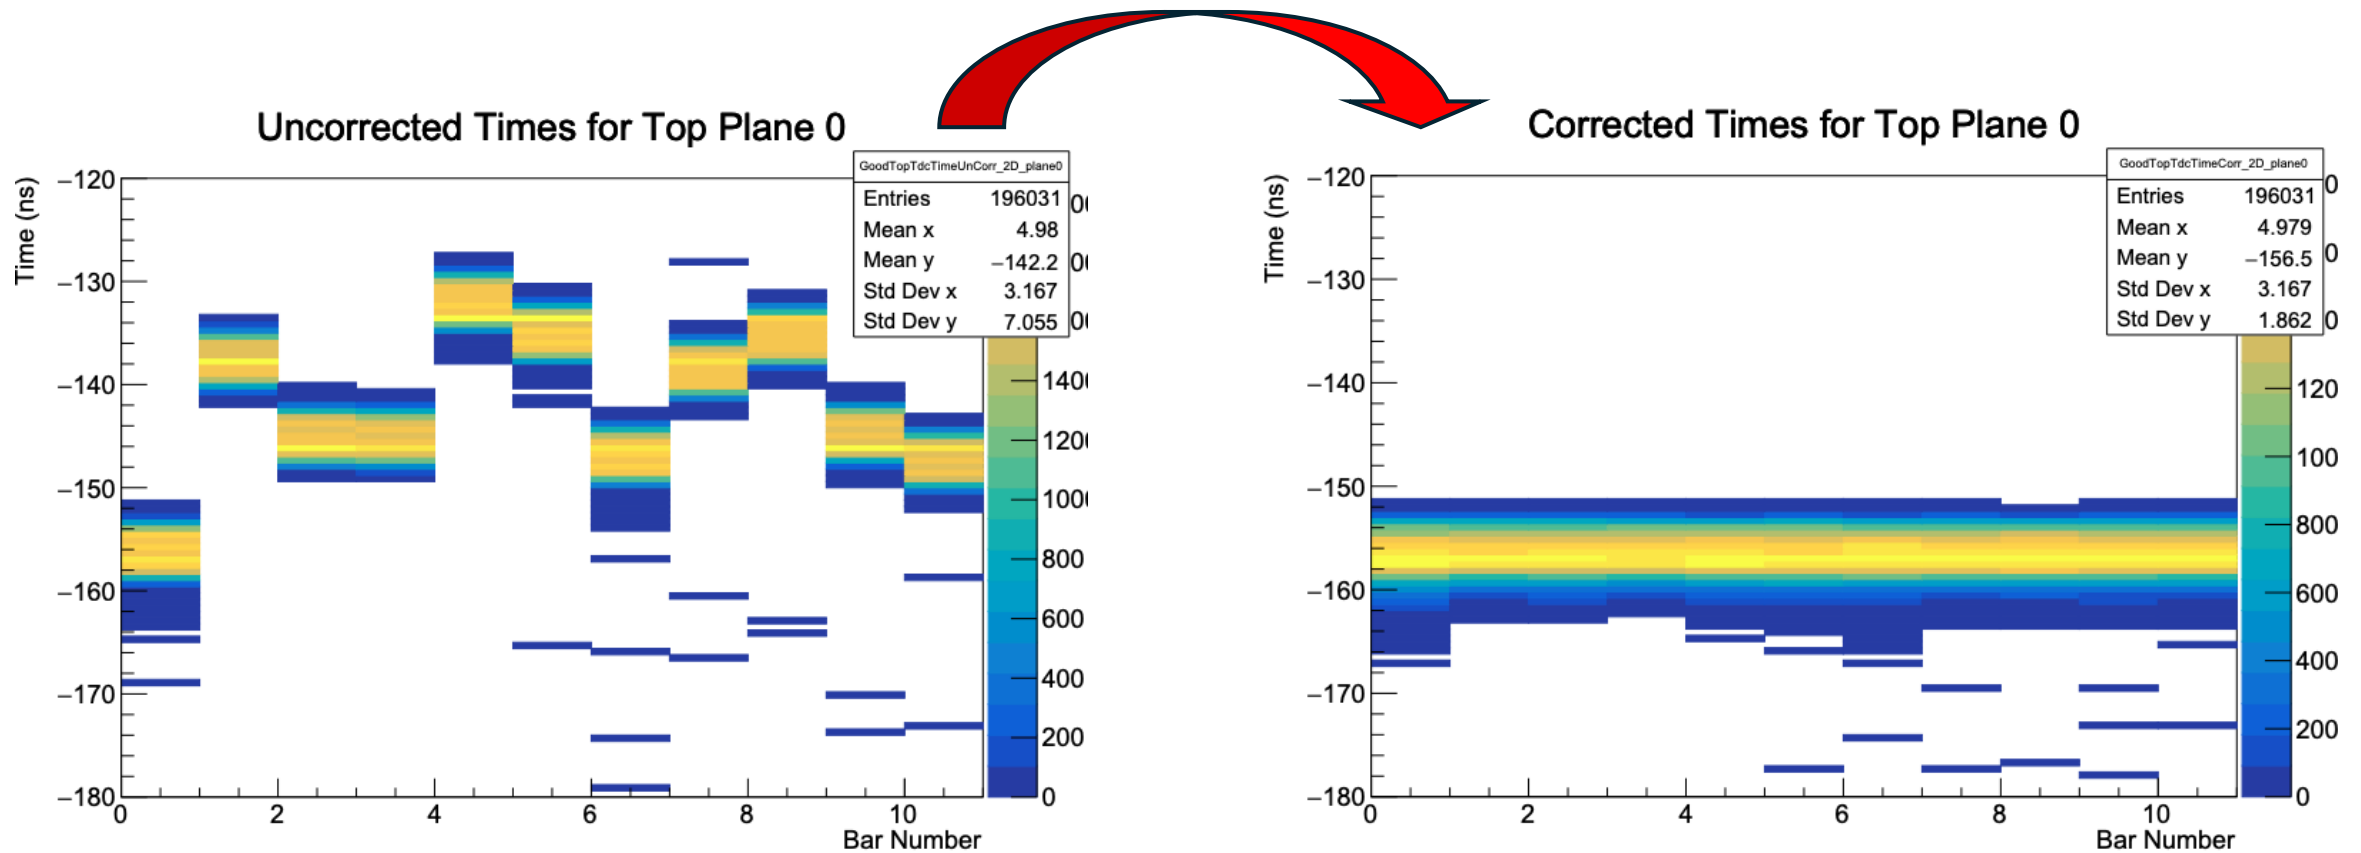 Uncorrected Times for Top Plane 0
GoodTopTdcTimeUnCorr_2D_plane0
Entries 196031
Mean x 4.98
Mean y −142.2
Std Dev x 3.167
Std Dev y 7.055
Time (ns)
−120
−130
−140
−150
−160
−170
−180
0 2 4 6 8 10
Bar Number
1000
800
600
400
200
0
Corrected Times for Top Plane 0
GoodTopTdcTimeCorr_2D_plane0
Entries 196031
Mean x 4.979
Mean y −156.5
Std Dev x 3.167
Std Dev y 1.862
Time (ns)
−120
−130
−140
−150
−160
−170
−180
0 2 4 6 8 10
Bar Number
0
0
0
120
100
800
600
400
200
0